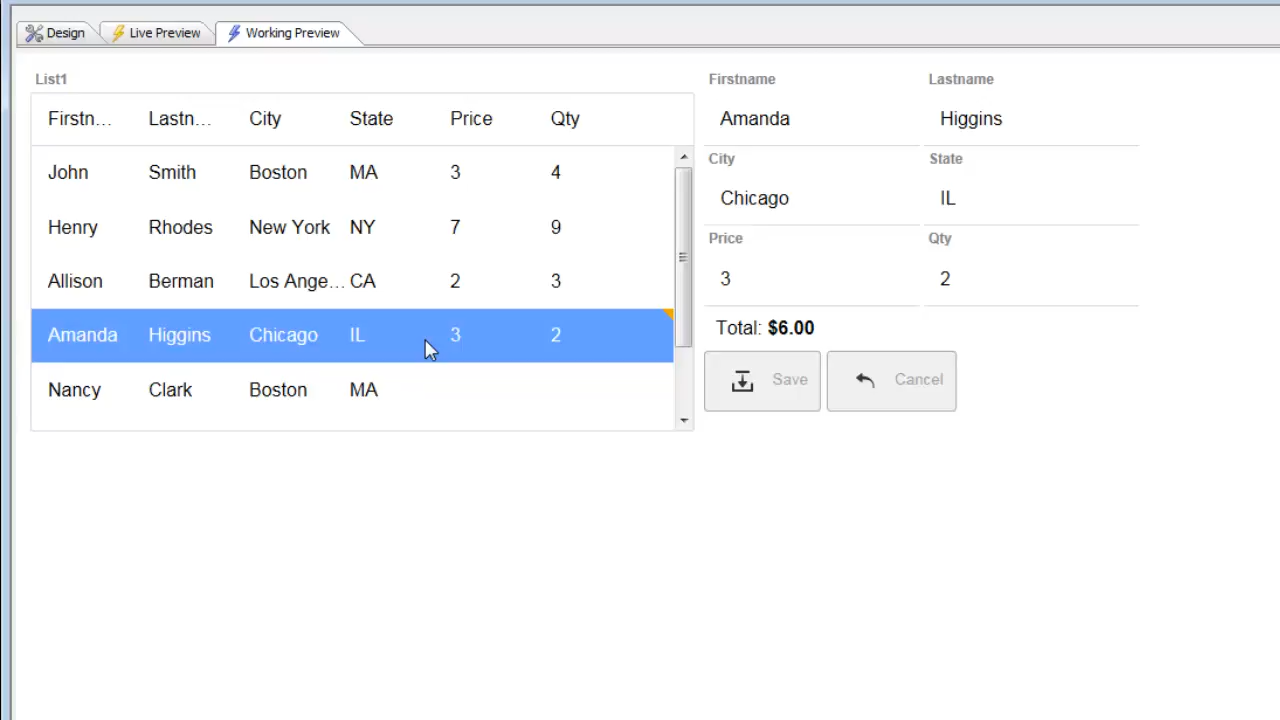 Design Live Preview Working Preview
List1
Firstn... Lastn... City State Price Qty
John Smith Boston MA 3 4
Henry Rhodes New York NY 7 9
Allison Berman Los Ange... CA 2 3
Amanda Higgins Chicago IL 3 2
Nancy Clark Boston MA
Firstname Lastname
Amanda Higgins
City State
Chicago IL
Price Qty
3 2
Total: $6.00
Save Cancel